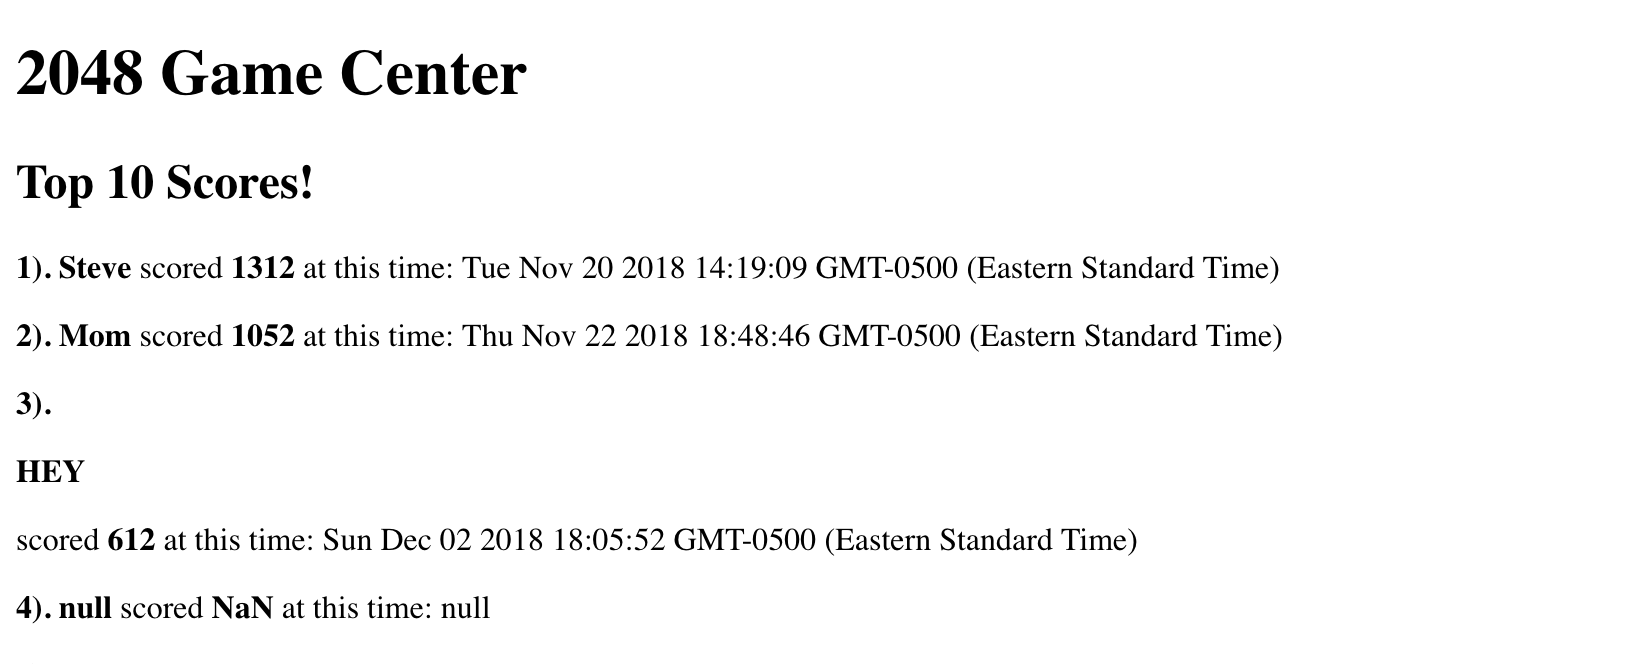 2048 Game Center
Top 10 Scores!
1). Steve scored 1312 at this time: Tue Nov 20 2018 14:19:09 GMT-0500 (Eastern Standard Time)
2). Mom scored 1052 at this time: Thu Nov 22 2018 18:48:46 GMT-0500 (Eastern Standard Time)
3).
HEY
scored 612 at this time: Sun Dec 02 2018 18:05:52 GMT-0500 (Eastern Standard Time)
4). null scored NaN at this time: null